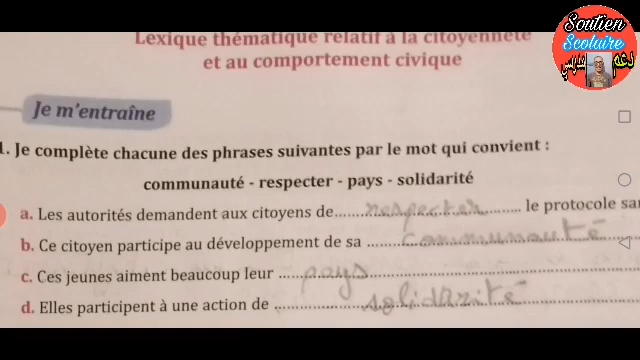 Soutien
Scolaire
دعم مدرسي
Lexique thématique relatif à la citoyenneté
et au comportement civique
Je m'entraîne
1. Je complète chacune des phrases suivantes par le mot qui convient :
communauté - respecter - pays - solidarité
a. Les autorités demandent aux citoyens de...respecter... le protocole sa
b. Ce citoyen participe au développement de sa ...communauté
c. Ces jeunes aiment beaucoup leur ...pays...
d. Elles participent à une action de ...solidarité...